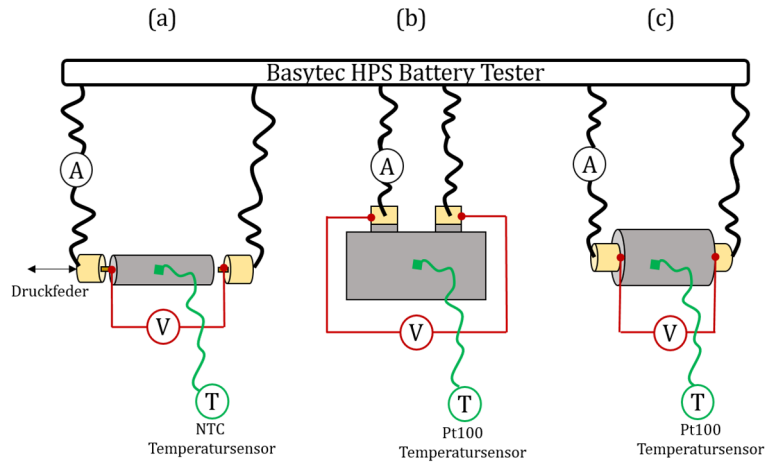 (a)
(b)
(c)
Basytec HPS Battery Tester
A
A
A
Druckfeder
V
V
V
T
T
T
NTC
Temperatursensor
Pt100
Temperatursensor
Pt100
Temperatursensor